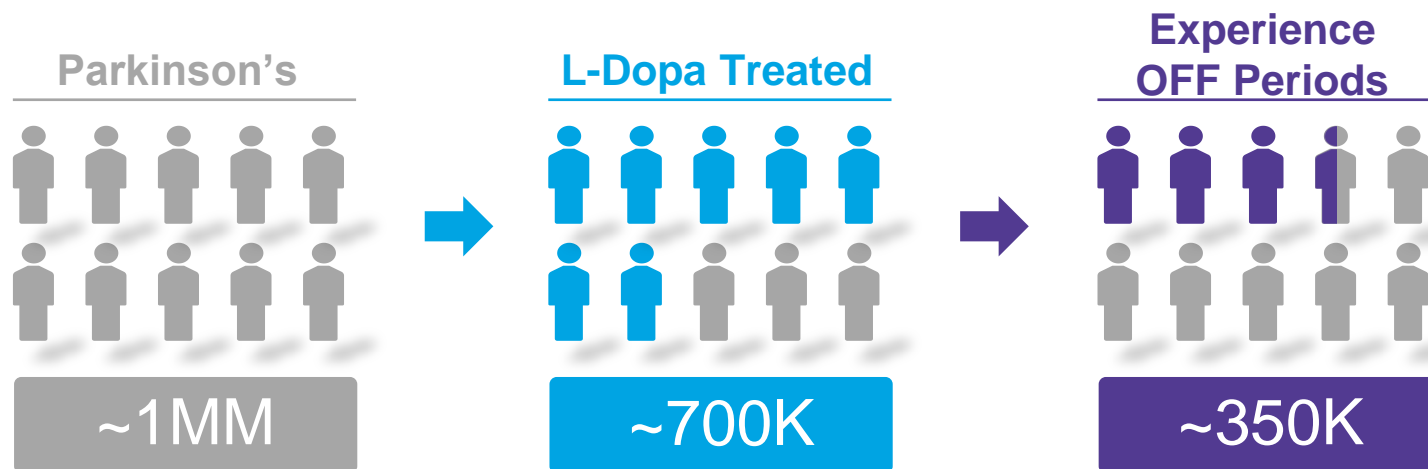 Parkinson's
~1MM
L-Dopa Treated
~700K
Experience
OFF Periods
~350K